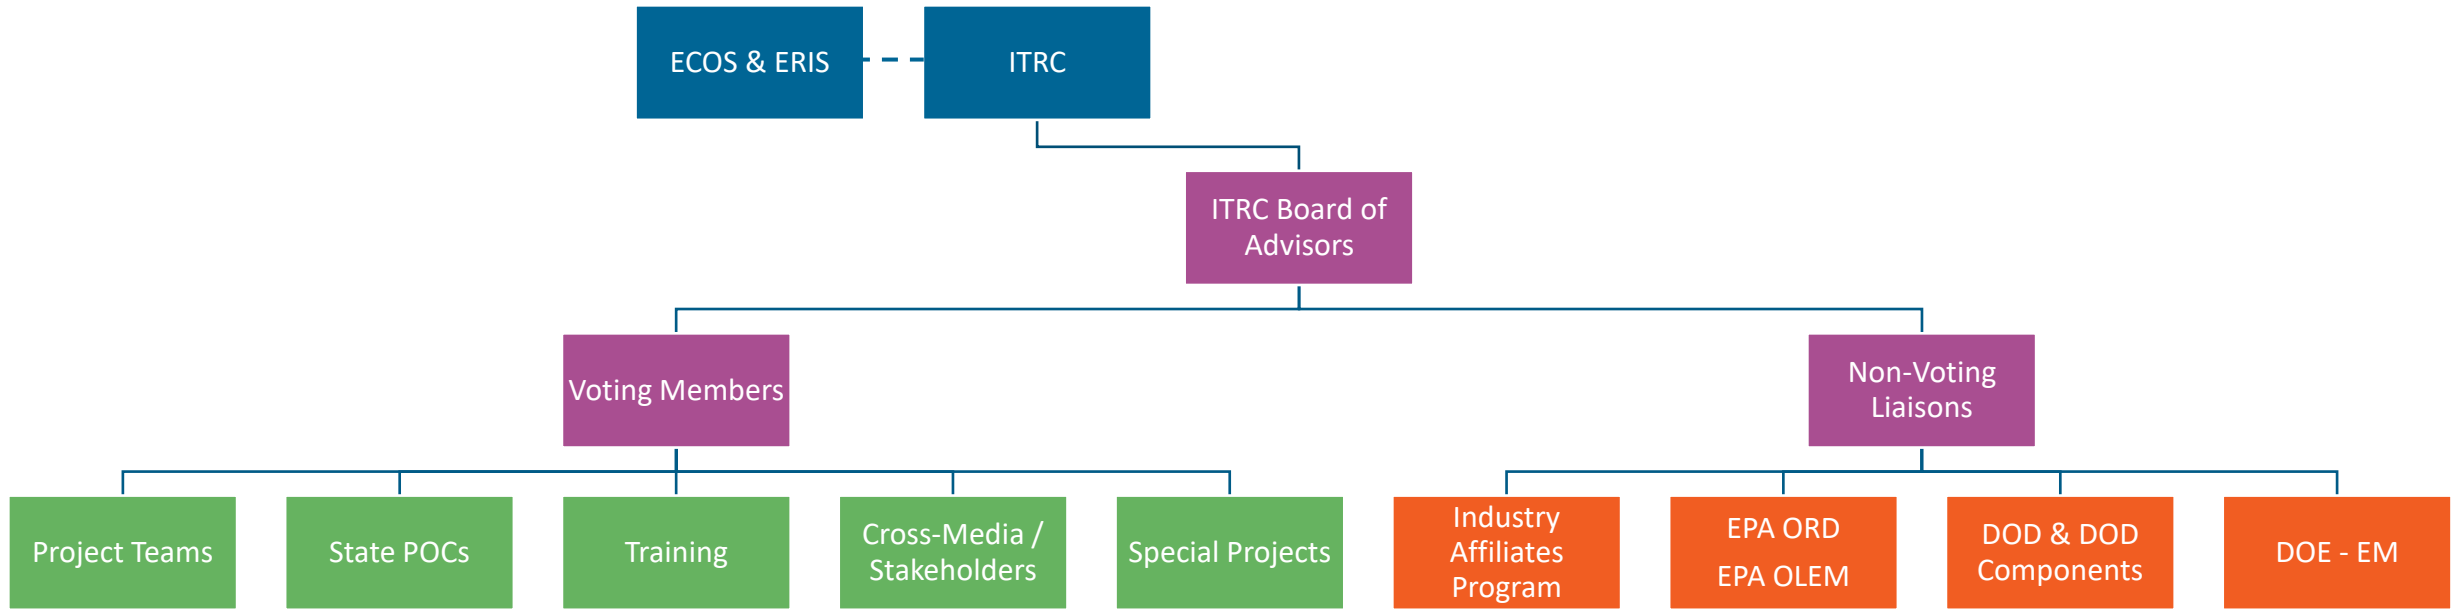 ECOS & ERIS
ITRC
ITRC Board of
Advisors
Voting Members
Non-Voting
Liaisons
Project Teams
State POCs
Training
Cross-Media /
Stakeholders
Special Projects
Industry
Affiliates
Program
EPA ORD
EPA OLEM
DOD & DOD
Components
DOE - EM